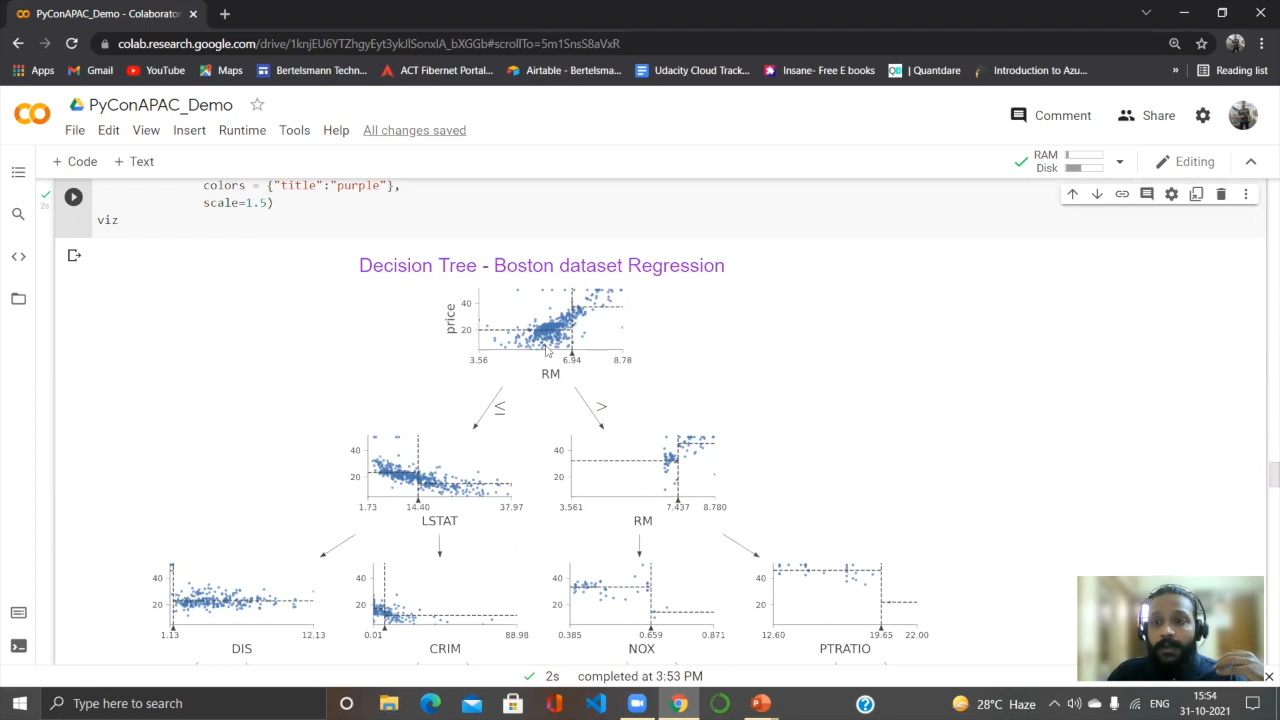 PyConAPAC_Demo - Colaborator
colab.research.google.com/drive/1knjEU6YTZhgyEyt3ykJlSonxlA_bXGGb#scrollTo=5m1SnsS8aVxR
Apps Gmail YouTube Maps Bertelsmann Techn... ACT Fibernet Portal... Airtable - Bertelsma... Udacity Cloud Track... Insane- Free E books QD | Quandare Introduction to Azu... » Reading list
PyConAPAC_Demo
Comment Share
File Edit View Insert Runtime Tools Help All changes saved
+ Code + Text
RAM
Disk
Editing
colors = {"title":"purple"},
scale=1.5)
2s
viz
Decision Tree - Boston dataset Regression
price
40
20
3.56 6.94 8.78
RM
≤ >
40 40
20 20
1.73 14.40 37.97 3.561 7.437 8.780
LSTAT RM
40 40 40 40
20 20 20 20
1.13 12.13 0.01 88.98 0.385 0.659 0.871 12.60 19.65 22.00
DIS CRIM NOX PTRATIO
2s completed at 3:53 PM
Type here to search
28°C Haze
ENG
15:54
31-10-2021